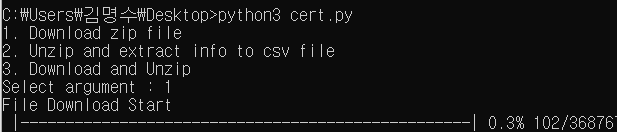 C:\Users\김명수\Desktop>python3 cert.py
1. Download zip file
2. Unzip and extract info to csv file
3. Download and Unzip
Select argument : 1
File Download Start
|--------------------------------------------------| 0.3% 102/36876